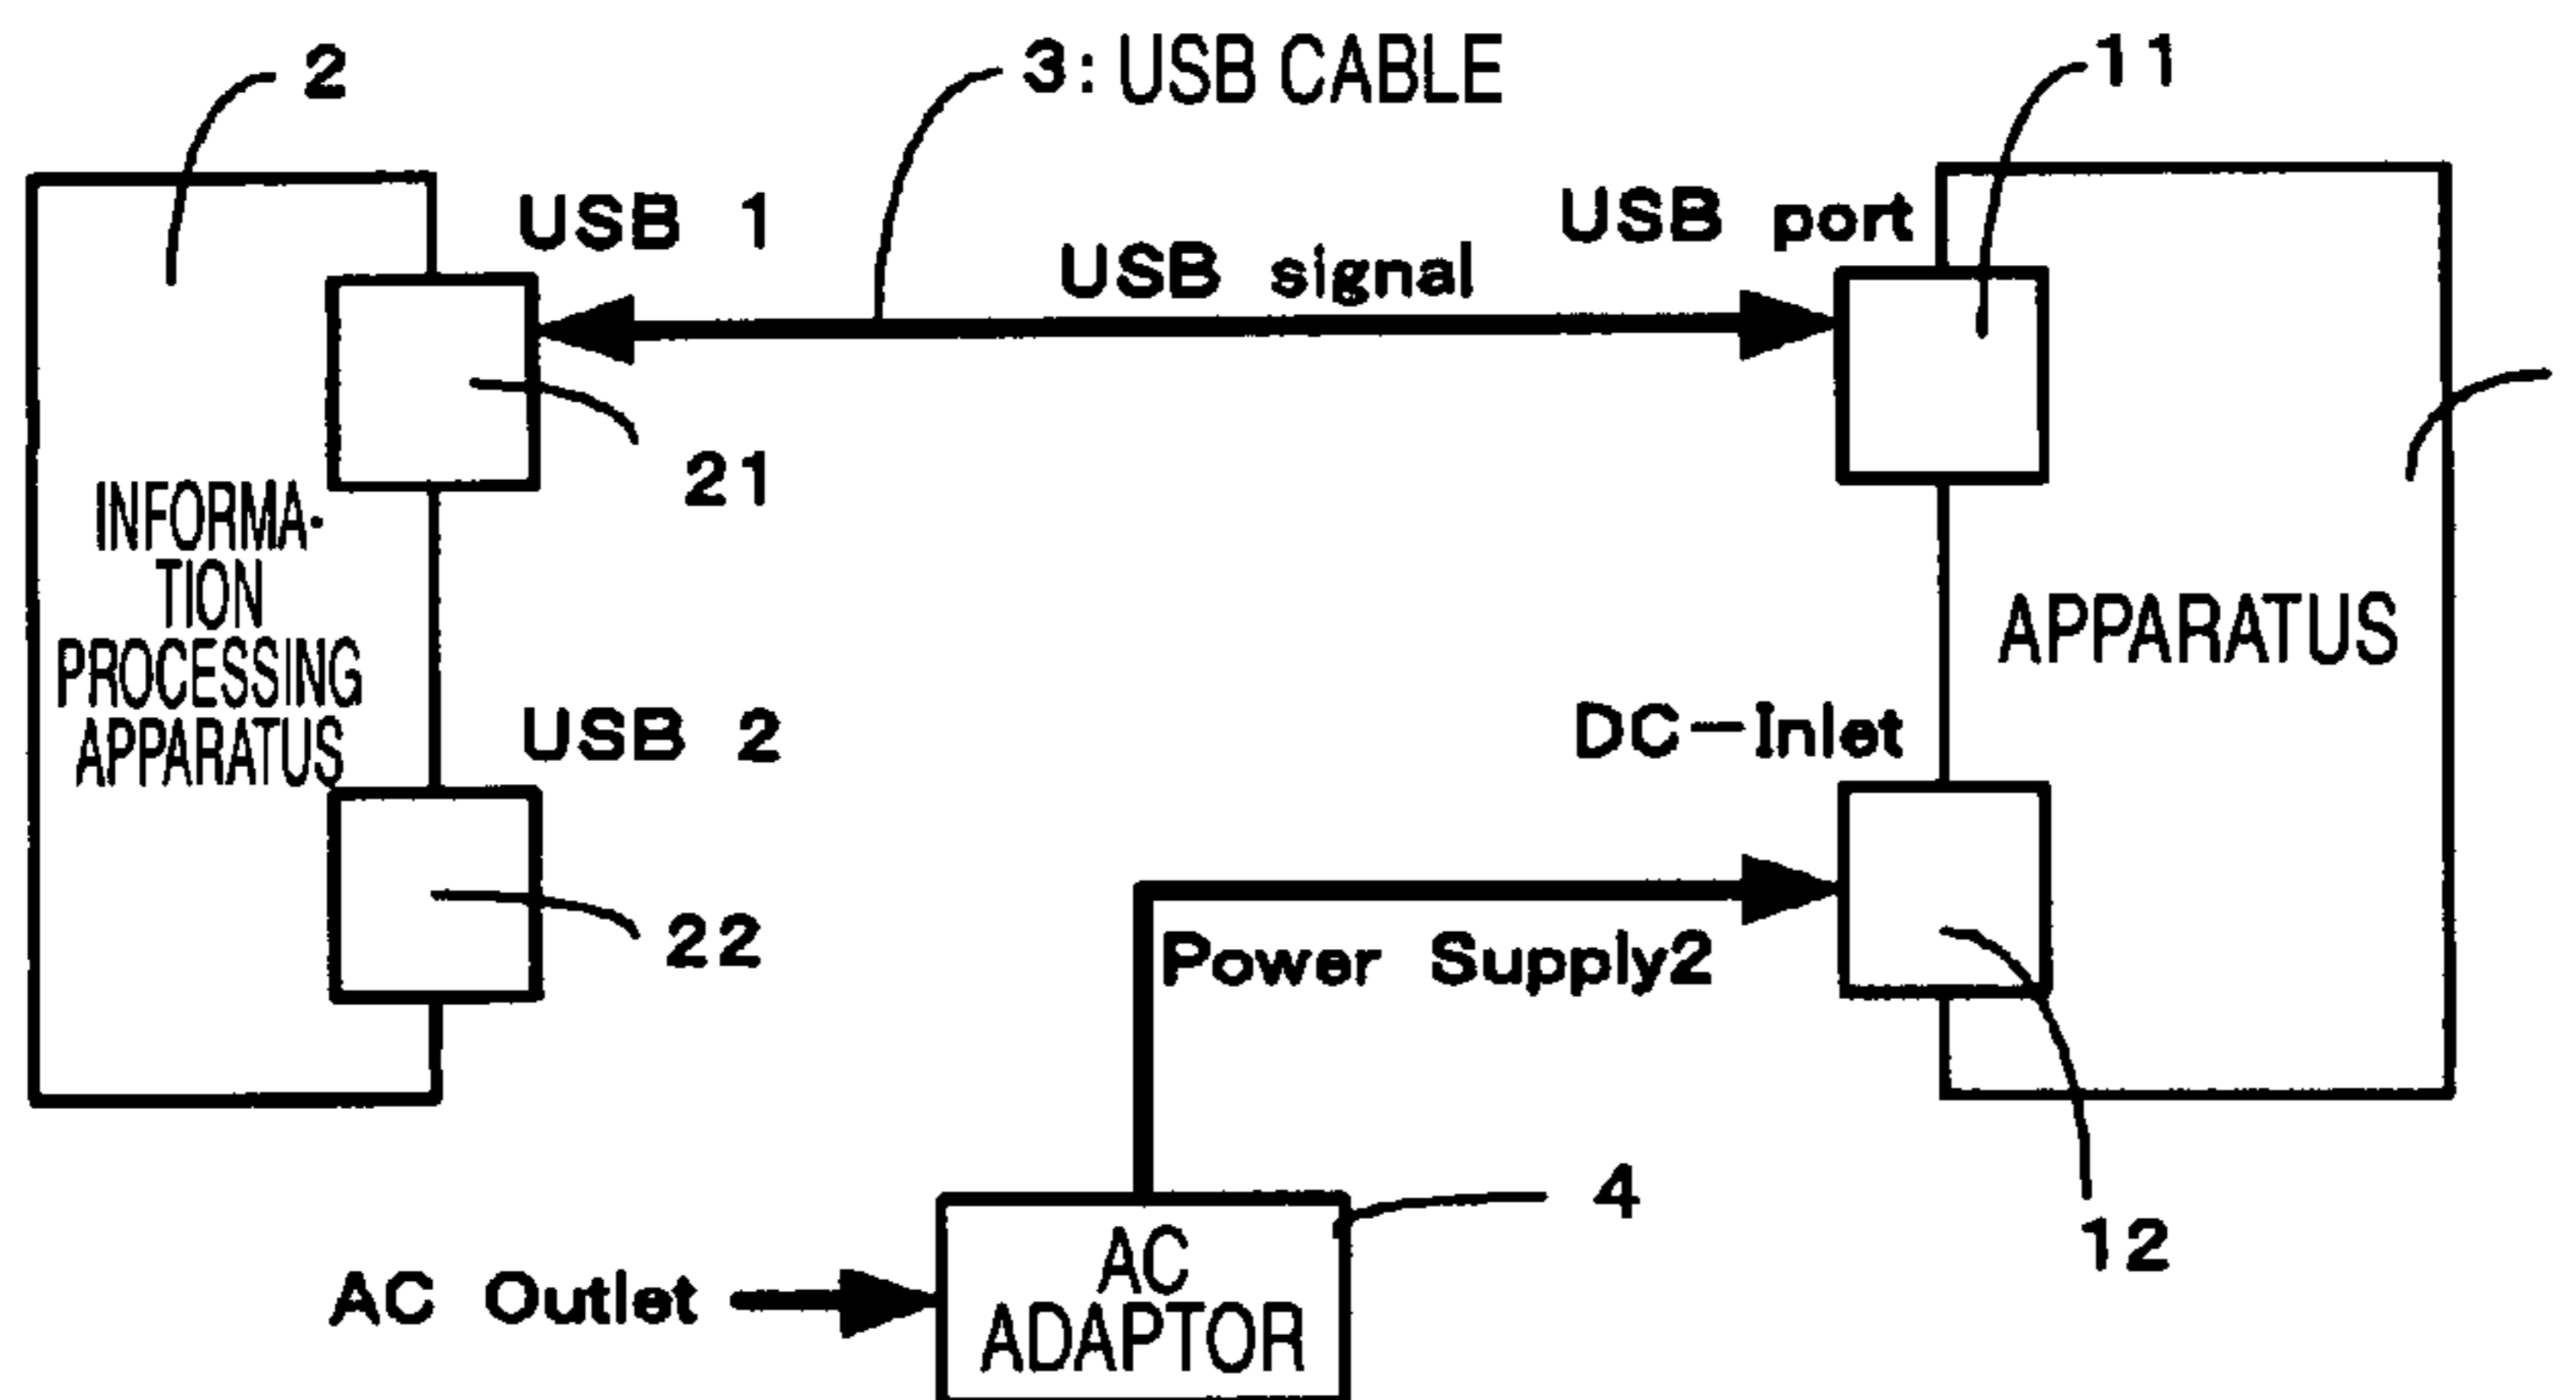 2
3: USB CABLE
11
USB 1
USB port
USB signal
21
INFORMA-
TION
PROCESSING
APPARATUS
APPARATUS
USB 2
DC-Inlet
22
Power Supply2
4
12
AC Outlet
AC
ADAPTOR